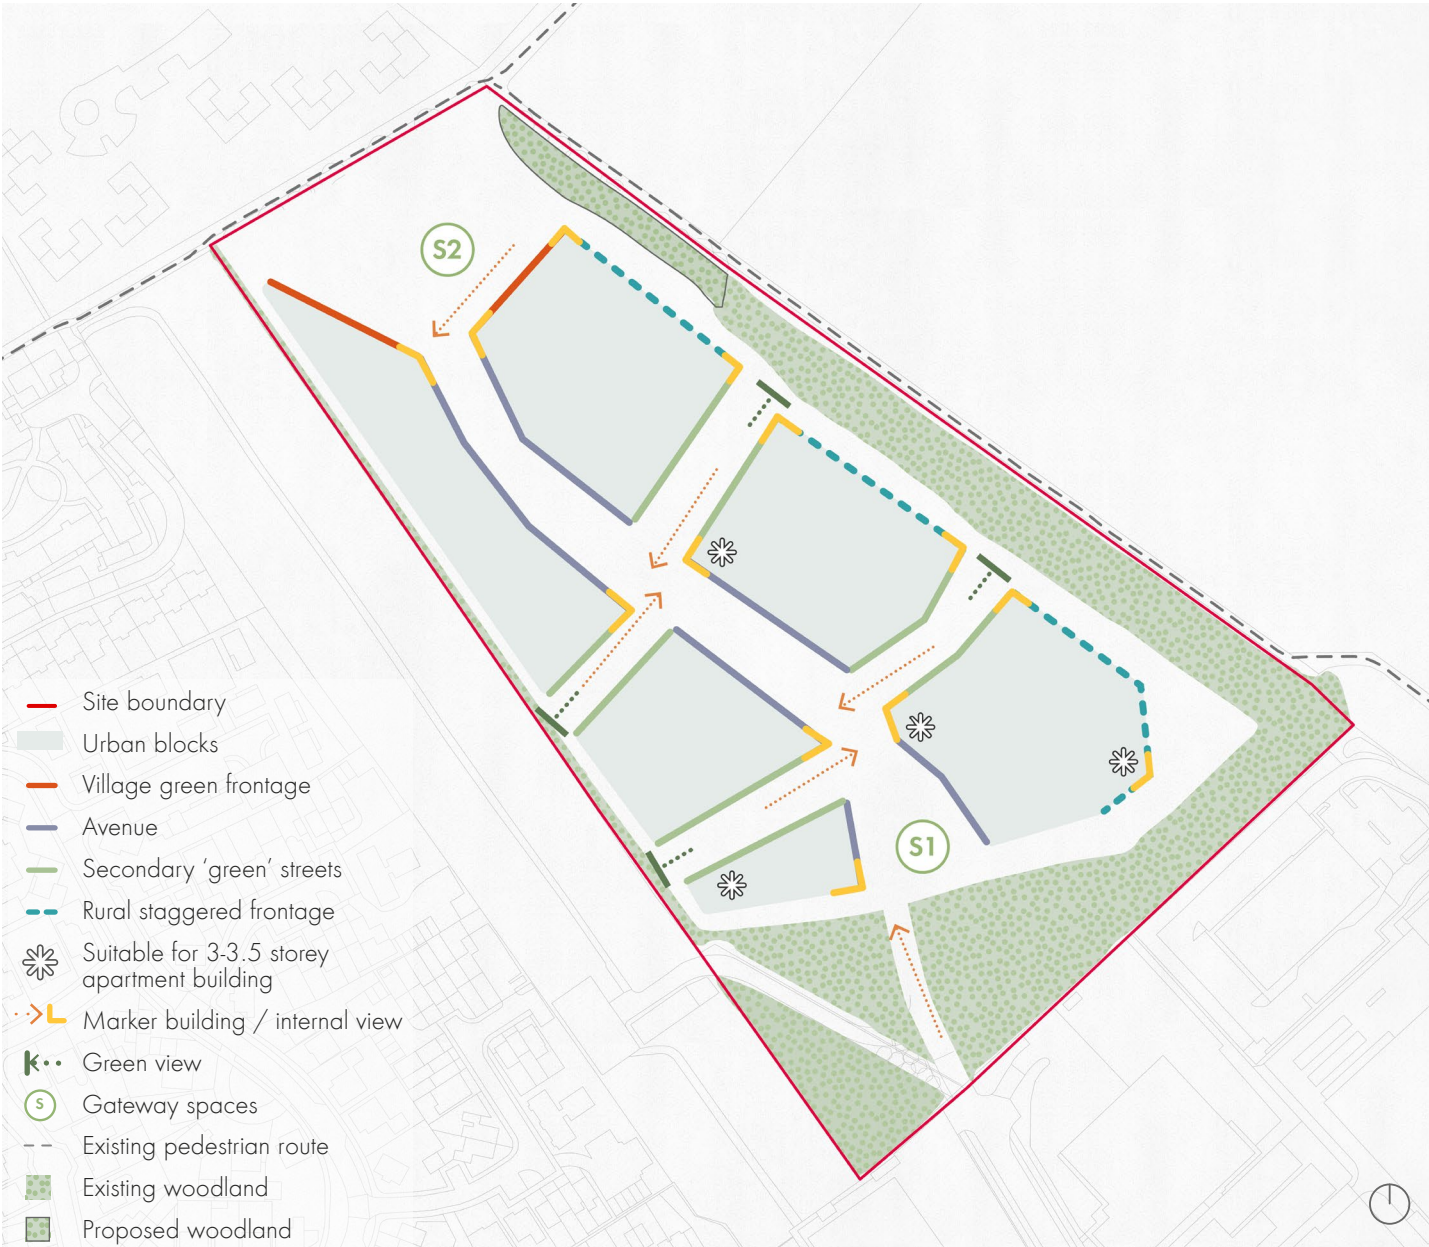 S2
S1
Site boundary
Urban blocks
Village green frontage
Avenue
Secondary ‘green’ streets
Rural staggered frontage
Suitable for 3-3.5 storey
apartment building
Marker building / internal view
Green view
S
Gateway spaces
Existing pedestrian route
Existing woodland
Proposed woodland